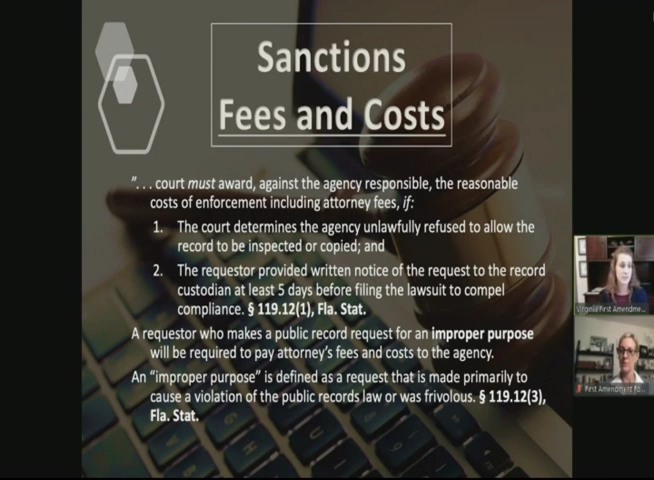 Sanctions
Fees and Costs
". . . court must award, against the agency responsible, the reasonable
costs of enforcement including attorney fees, if:
1. The court determines the agency unlawfully refused to allow the
record to be inspected or copied; and
2. The requestor provided written notice of the request to the record
custodian at least 5 days before filing the lawsuit to compel
compliance. § 119.12(1), Fla. Stat.
A requestor who makes a public record request for an improper purpose
will be required to pay attorney's fees and costs to the agency.
An "improper purpose" is defined as a request that is made primarily to
cause a violation of the public records law or was frivolous. § 119.12(3),
Fla. Stat.
Virginia First Amendme...
First Amendment Fo...